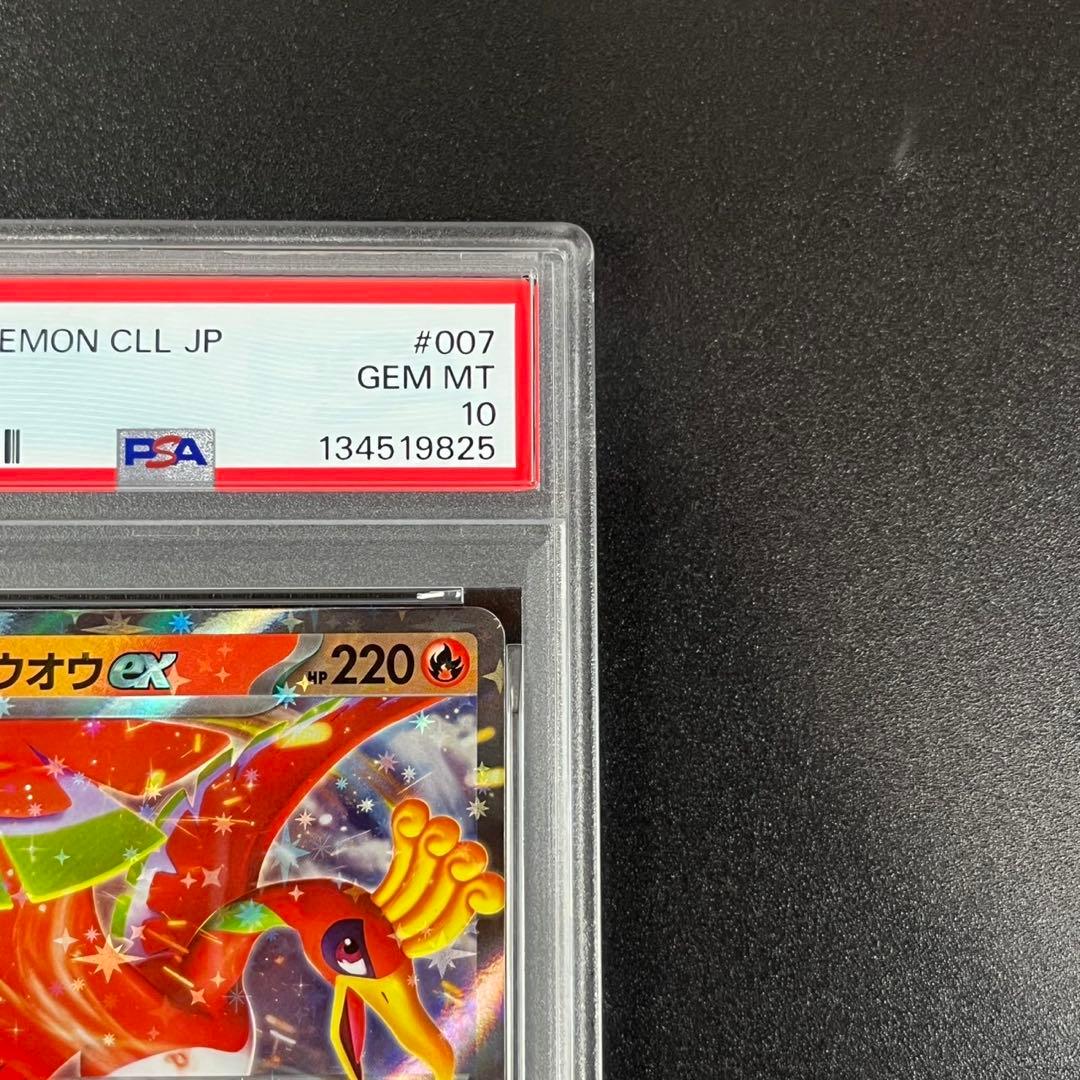 EMON CLL JP
#007
GEM MT
10
PSA
134519825
ウオウex
HP 220